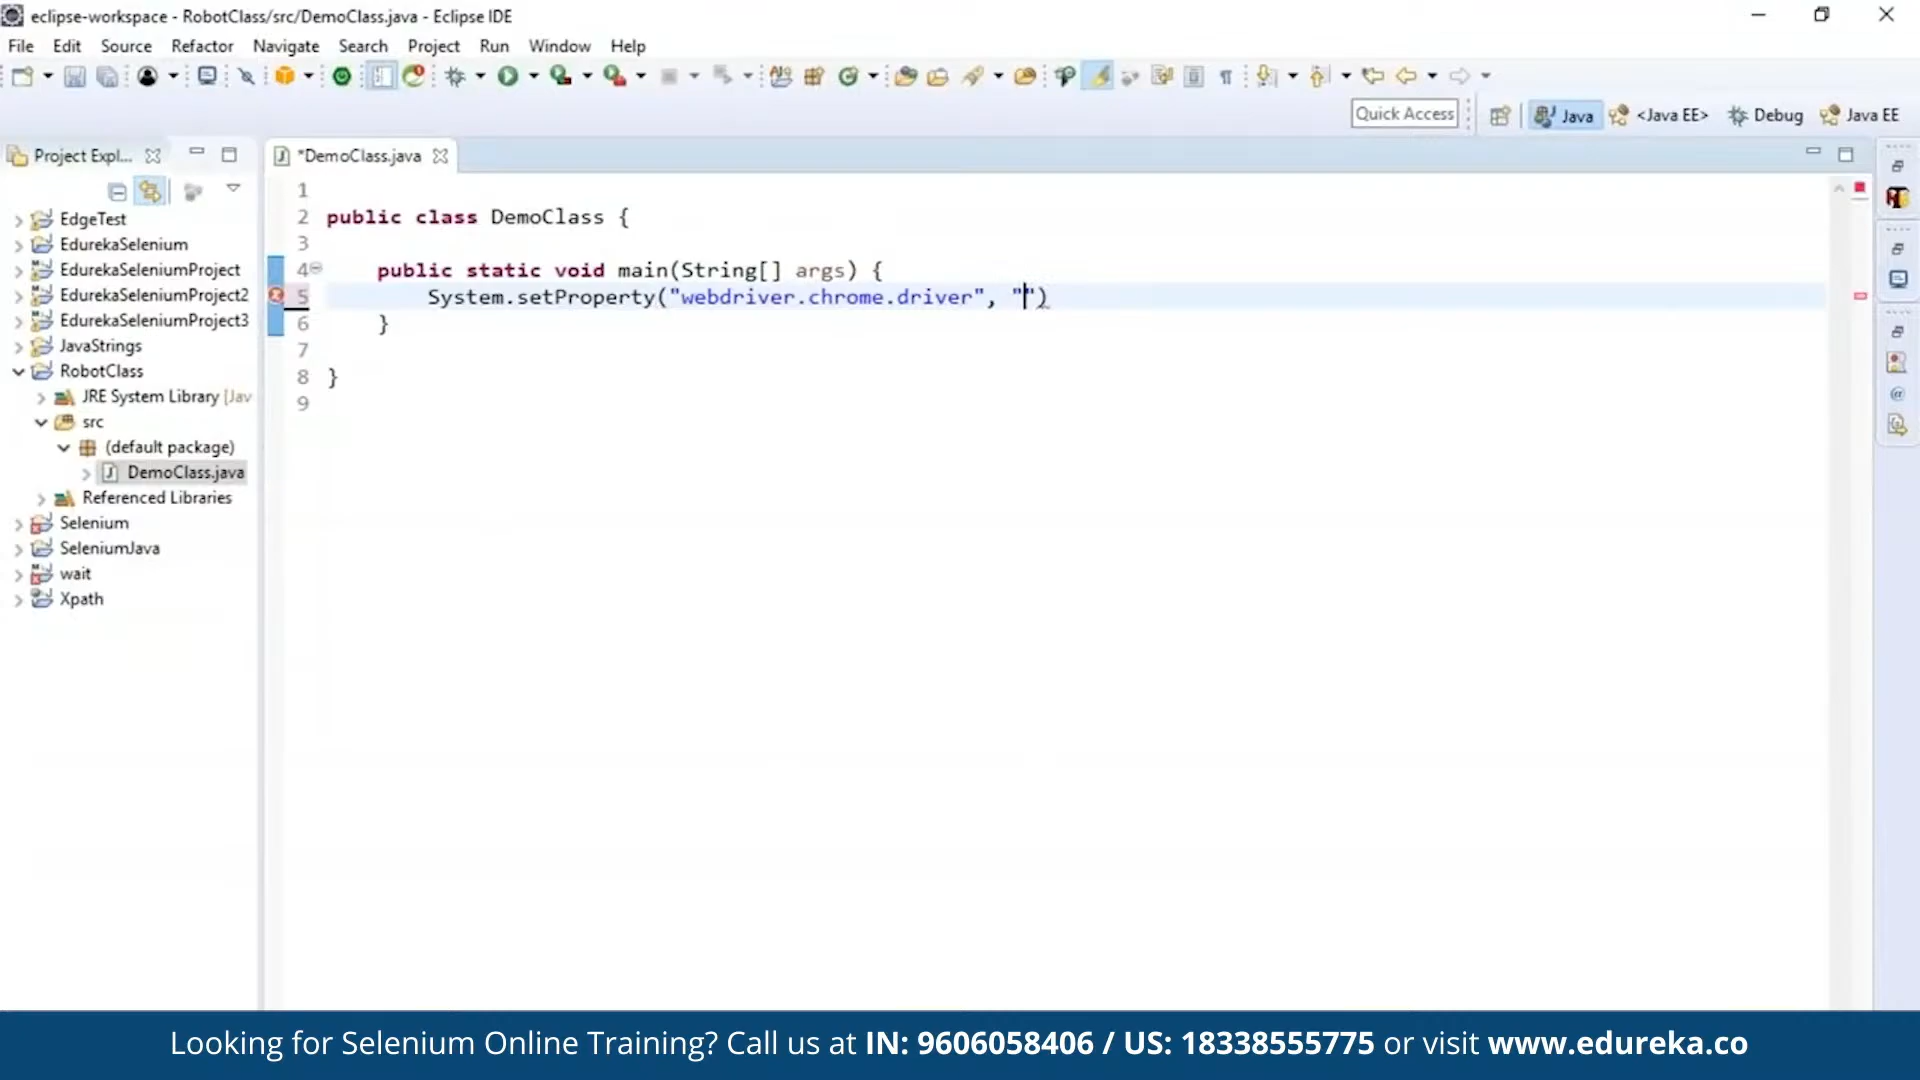 eclipse-workspace - RobotClass/src/DemoClass.java - Eclipse IDE
File Edit Source Refactor Navigate Search Project Run Window Help
Quick Access
Java <Java EE> Debug Java EE
Project Expl...
*DemoClass.java
EdgeTest
EdurekaSelenium
EdurekaSeleniumProject
EdurekaSeleniumProject2
EdurekaSeleniumProject3
JavaStrings
RobotClass
JRE System Library [Jav
src
(default package)
DemoClass.java
Referenced Libraries
Selenium
SeleniumJava
wait
Xpath
1
2 public class DemoClass {
3
4 public static void main(String[] args) {
5 System.setProperty("webdriver.chrome.driver", "")
6 }
7
8 }
9
Looking for Selenium Online Training? Call us at IN: 9606058406 / US: 18338555775 or visit www.edureka.co